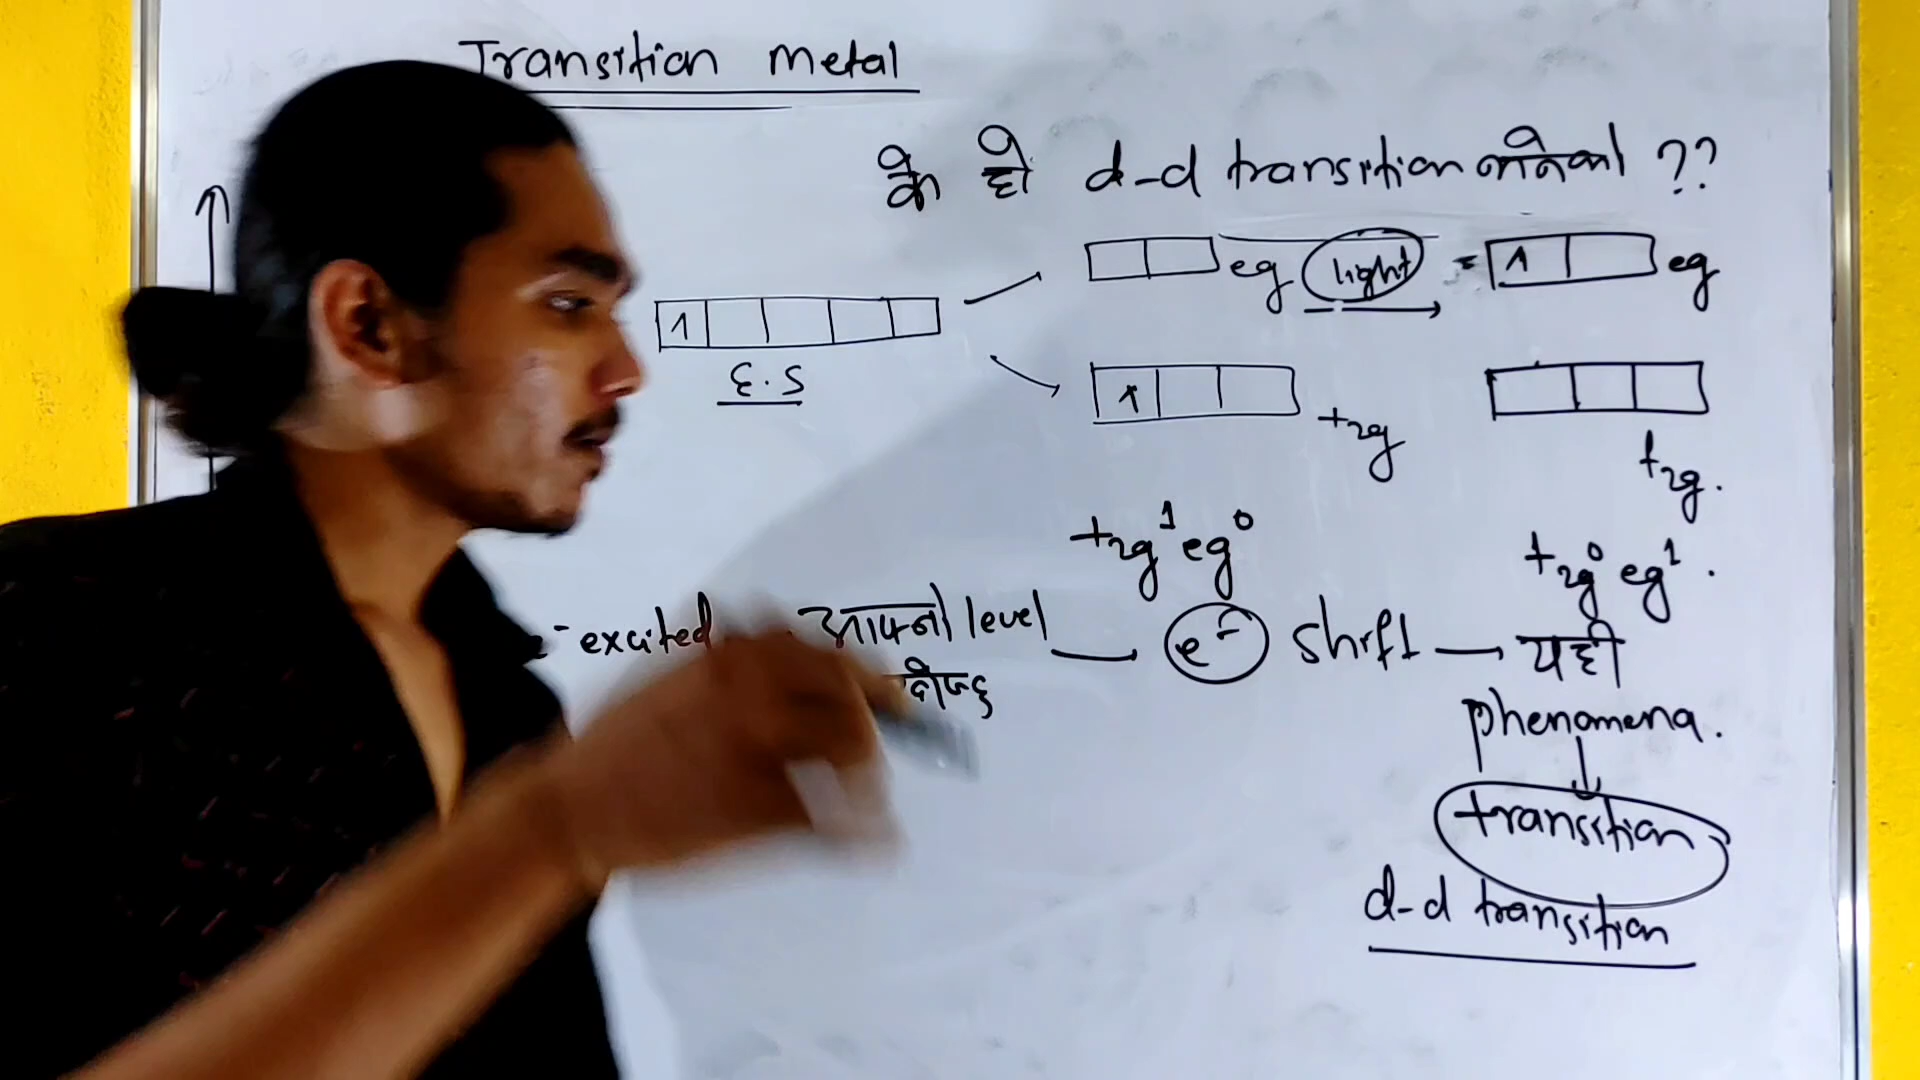 Transition Metal
के हो d-d transition भनेको ??
eg light = 1 eg
1
E.S
1 t2g
t2g.
t2g¹ eg⁰
t2g⁰ eg¹.
e⁻ excited आफ्नो level
e⁻ shift → यही
phenomena.
transition
d-d transition